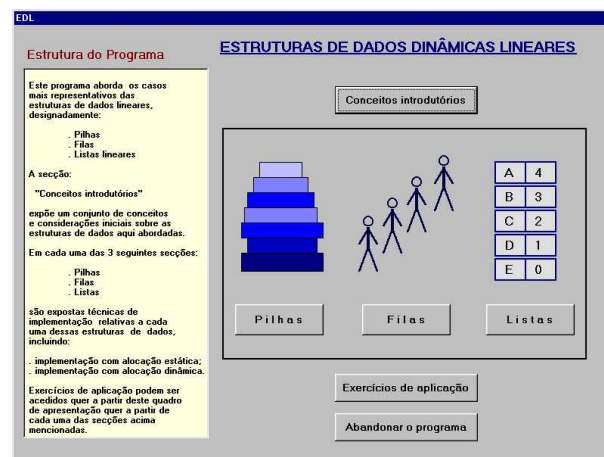 EDL
Estrutura do Programa
Este programa aborda os casos
mais representativos das
estruturas de dados lineares,
designadamente:
. Pilhas
. Filas
. Listas lineares
A secção:
"Conceitos introdutórios"
expõe um conjunto de conceitos
e considerações iniciais sobre as
estruturas de dados aqui abordadas.
Em cada uma das 3 seguintes secções:
. Pilhas
. Filas
. Listas
são expostas técnicas de
implementação relativas a cada
uma dessas estruturas de dados,
incluindo:
. implementação com alocação estática;
. implementação com alocação dinâmica.
Exercícios de aplicação podem ser
acedidos quer a partir deste quadro
de apresentação quer a partir de
cada uma das secções acima
mencionadas.
ESTRUTURAS DE DADOS DINÂMICAS LINEARES
Conceitos introdutórios
A 4
B 3
C 2
D 1
E 0
Pilhas Filas Listas
Exercícios de aplicação
Abandonar o programa